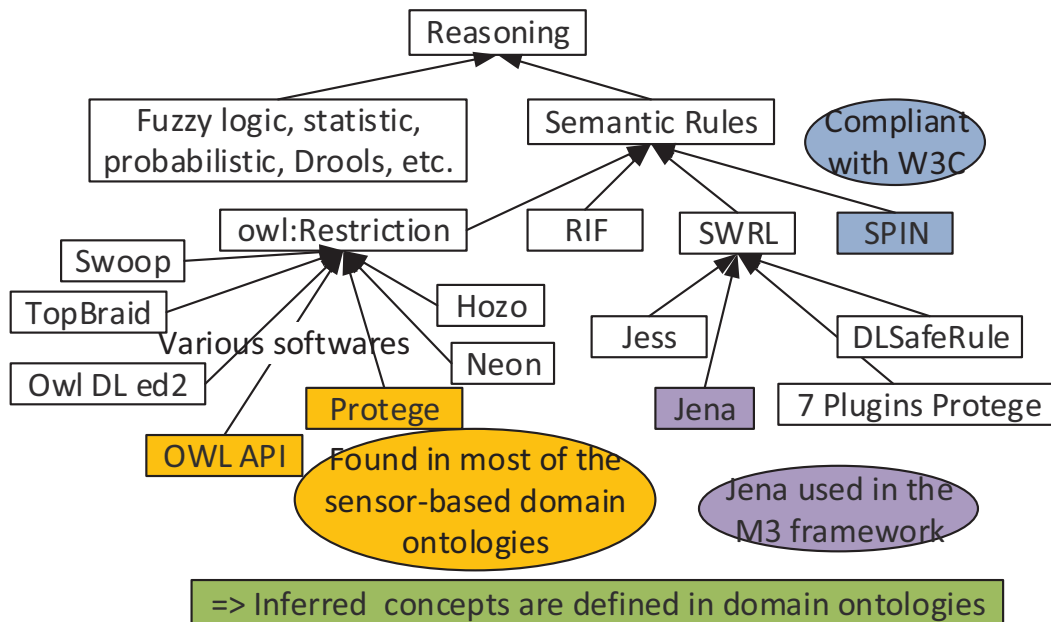 Reasoning
Fuzzy logic, statistic,
probabilistic, Drools, etc.
Semantic Rules
Compliant
with W3C
owl:Restriction
RIF
SWRL
SPIN
Swoop
TopBraid
Hozo
Various softwares
Jess
DLSafeRule
Owl DL ed2
Neon
Protege
Jena
7 Plugins Protege
OWL API
Found in most of the
sensor-based domain
ontologies
Jena used in the
M3 framework
=> Inferred  concepts are defined in domain ontologies